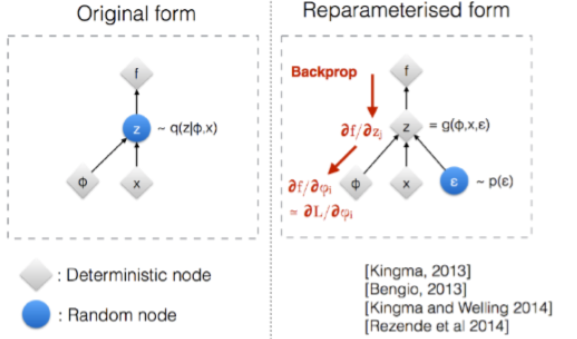 Original form
f
z ~ q(z|ϕ,x)
ϕ x
: Deterministic node
: Random node
Reparameterised form
Backprop
f
∂f/∂zⱼ z = g(ϕ,x,ε)
∂f/∂φᵢ ϕ x ε ~ p(ε)
= ∂L/∂φᵢ
[Kingma, 2013]
[Bengio, 2013]
[Kingma and Welling 2014]
[Rezende et al 2014]